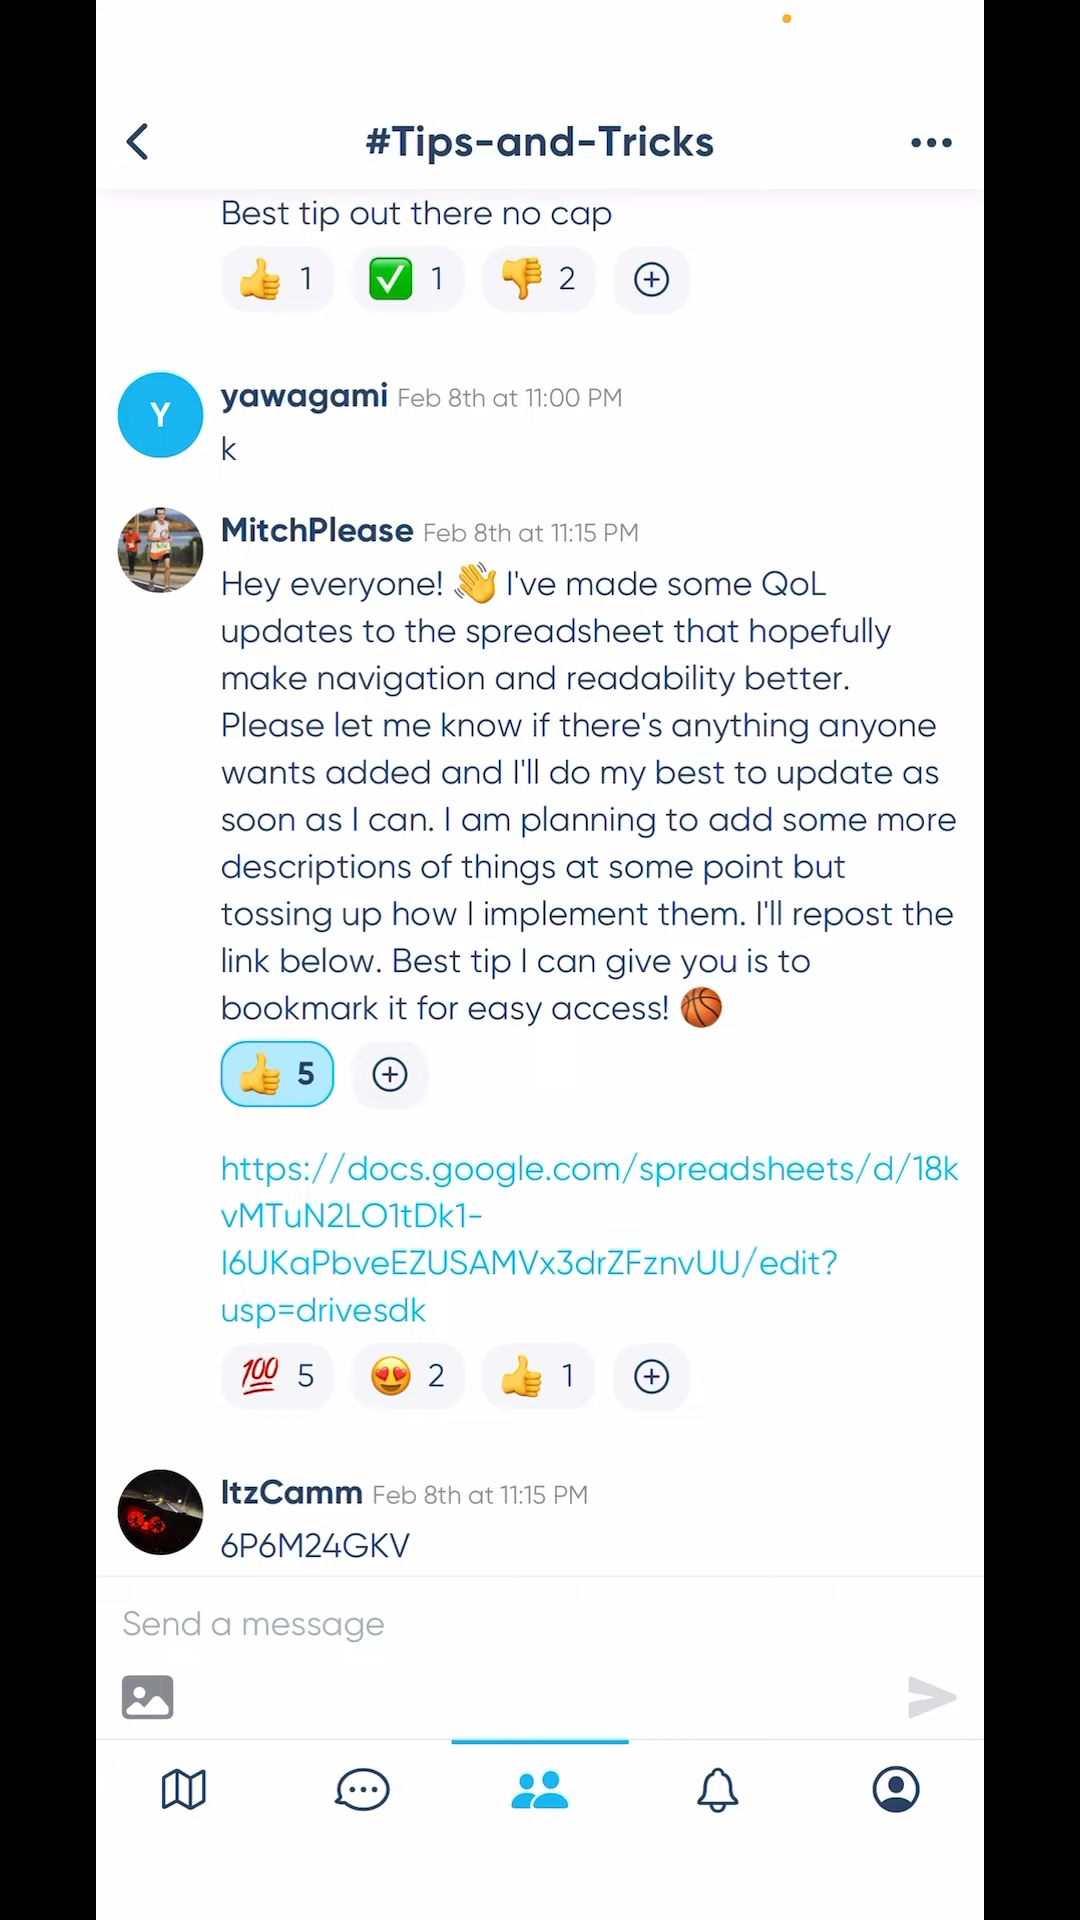 #Tips-and-Tricks
Best tip out there no cap
👍 1 ✅ 1 👎 2
Y
yawagami Feb 8th at 11:00 PM
k
MitchPlease Feb 8th at 11:15 PM
Hey everyone! 👋 I've made some QoL
updates to the spreadsheet that hopefully
make navigation and readability better.
Please let me know if there's anything anyone
wants added and I'll do my best to update as
soon as I can. I am planning to add some more
descriptions of things at some point but
tossing up how I implement them. I'll repost the
link below. Best tip I can give you is to
bookmark it for easy access! 🏀
👍 5
https://docs.google.com/spreadsheets/d/18k
vMTuN2LO1tDk1-
I6UKaPbveEZUSAMVx3drZFznvUU/edit?
usp=drivesdk
💯 5 😍 2 👍 1
ItzCamm Feb 8th at 11:15 PM
6P6M24GKV
Send a message